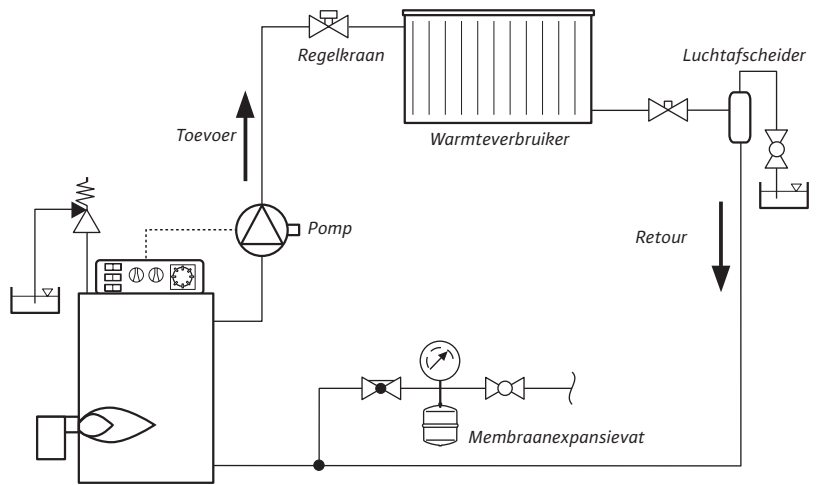 Regelkraan
Luchtafscheider
Toevoer
Warmteverbruiker
Pomp
Retour
Membraanexpansievat